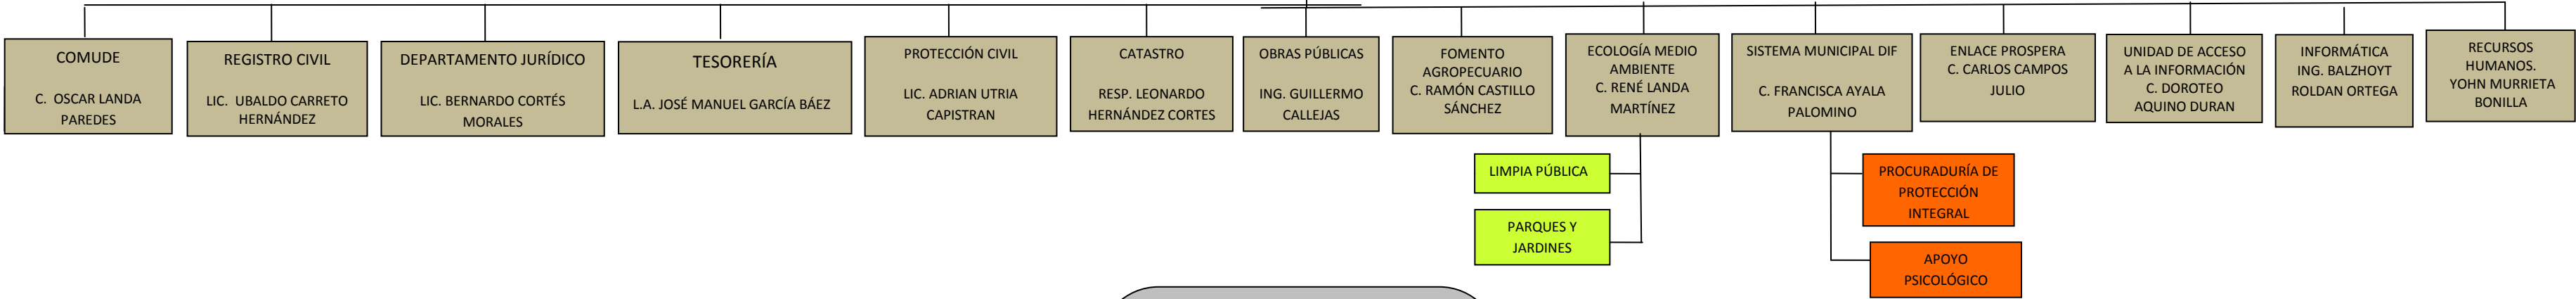 COMUDE
C. OSCAR LANDA
PAREDES
REGISTRO CIVIL
LIC. UBALDO CARRETO
HERNÁNDEZ
DEPARTAMENTO JURÍDICO
LIC. BERNARDO CORTÉS
MORALES
TESORERÍA
L.A. JOSÉ MANUEL GARCÍA BÁEZ
PROTECCIÓN CIVIL
LIC. ADRIAN UTRIA
CAPISTRAN
CATASTRO
RESP. LEONARDO
HERNÁNDEZ CORTES
OBRAS PÚBLICAS
ING. GUILLERMO
CALLEJAS
FOMENTO
AGROPECUARIO
C. RAMÓN CASTILLO
SÁNCHEZ
ECOLOGÍA MEDIO
AMBIENTE
C. RENÉ LANDA
MARTÍNEZ
SISTEMA MUNICIPAL DIF
C. FRANCISCA AYALA
PALOMINO
ENLACE PROSPERA
C. CARLOS CAMPOS
JULIO
UNIDAD DE ACCESO
A LA INFORMACIÓN
C. DOROTEO
AQUINO DURAN
INFORMÁTICA
ING. BALZHOYT
ROLDAN ORTEGA
RECURSOS
HUMANOS.
YOHN MURRIETA
BONILLA
LIMPIA PÚBLICA
PARQUES Y
JARDINES
PROCURADURÍA DE
PROTECCIÓN
INTEGRAL
APOYO
PSICOLÓGICO